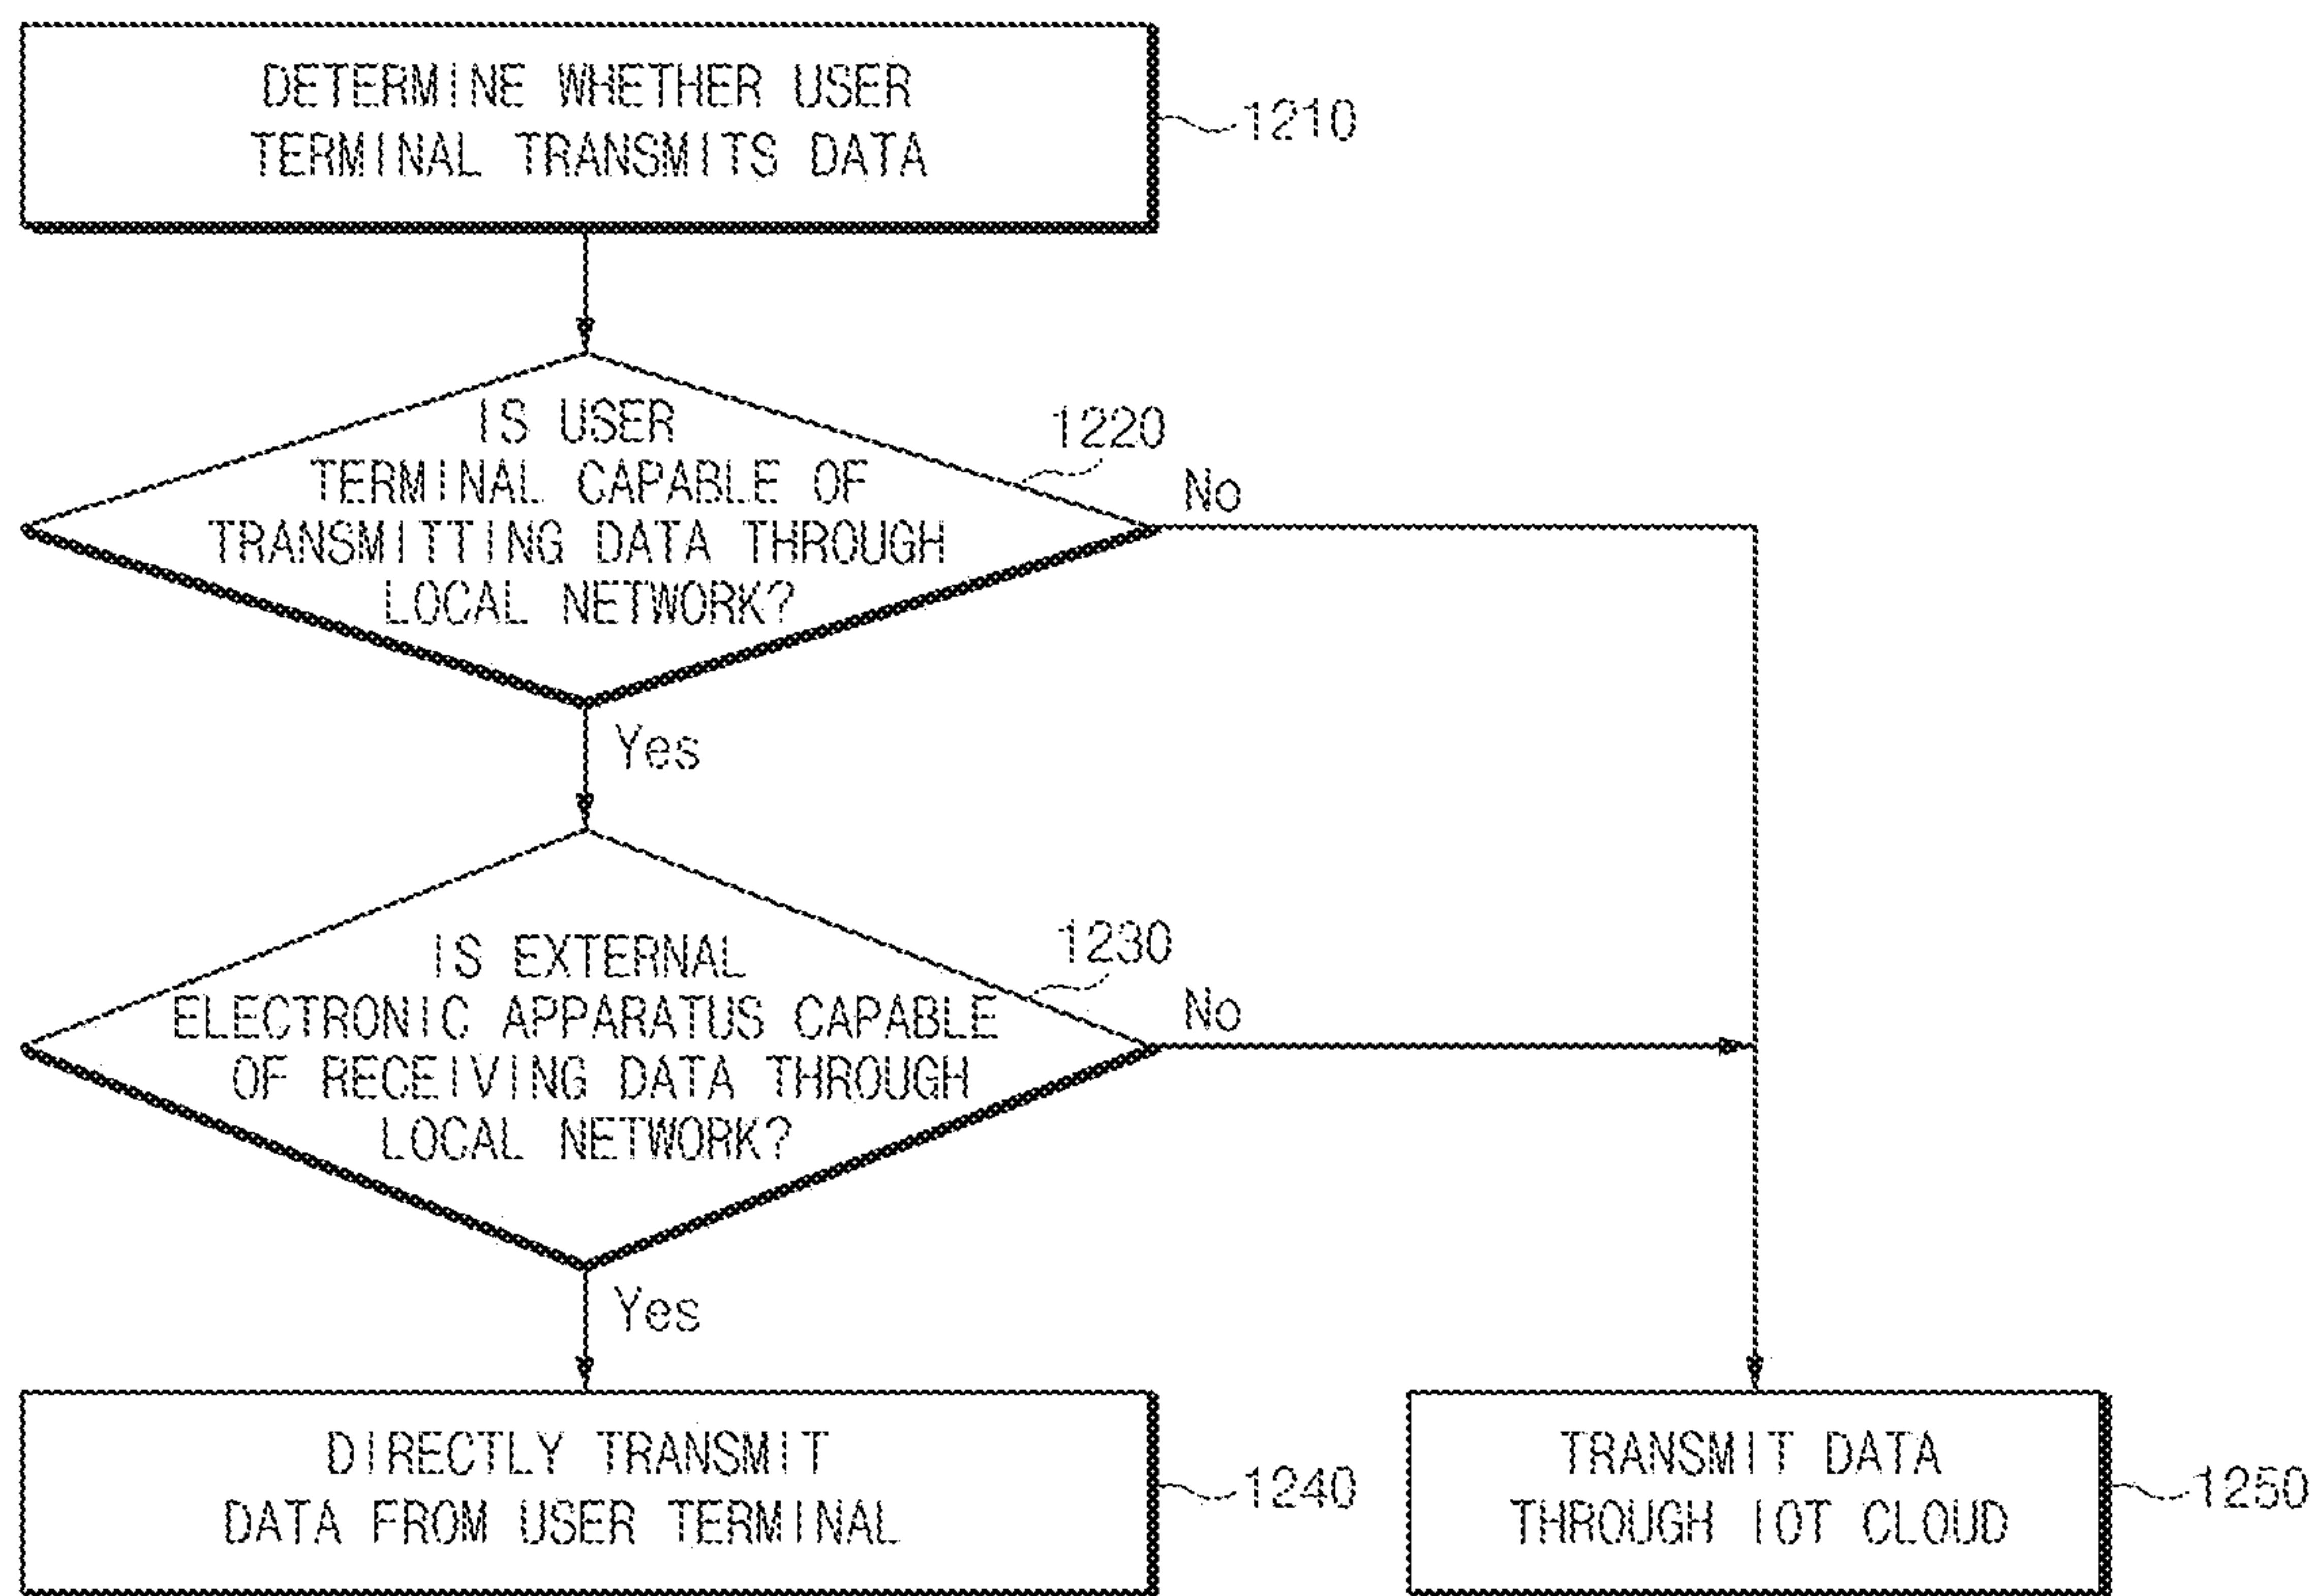 DETERMINE WHETHER USER
TERMINAL TRANSMITS DATA
1210
IS USER
TERMINAL CAPABLE OF
TRANSMITTING DATA THROUGH
LOCAL NETWORK?
1220
No
Yes
IS EXTERNAL
ELECTRONIC APPARATUS CAPABLE
OF RECEIVING DATA THROUGH
LOCAL NETWORK?
1230
No
Yes
DIRECTLY TRANSMIT
DATA FROM USER TERMINAL
1240
TRANSMIT DATA
THROUGH IOT CLOUD
1250